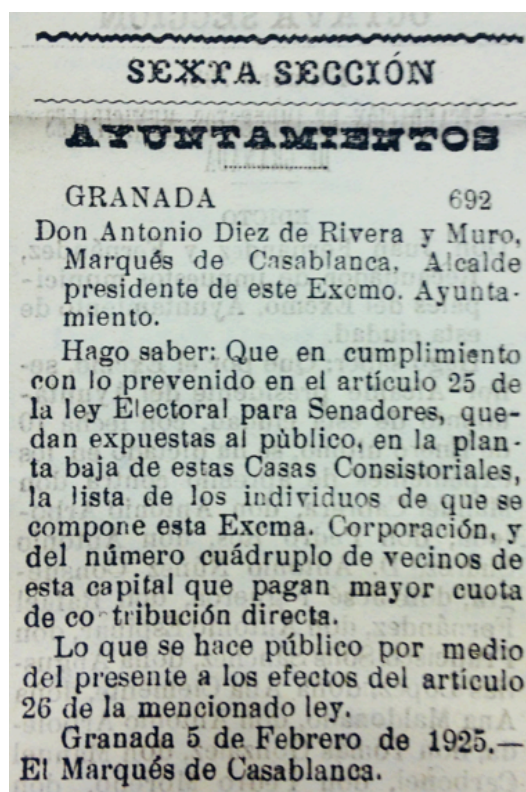 SEXTA SECCIÓN
AYUNTAMIENTOS
GRANADA 692
Don Antonio Diez de Rivera y Muro,
Marqués de Casablanca, Alcalde
presidente de este Excmo. Ayunta-
miento.
Hago saber: Que en cumplimiento
con lo prevenido en el artículo 25 de
la ley Electoral para Senadores, que-
dan expuestas al público, en la plan-
ta baja de estas Casas Consistoriales,
la lista de los individuos de que se
compone esta Excma. Corporación, y
del número cuádruplo de vecinos de
esta capital que pagan mayor cuota
de co tribución directa.
Lo que se hace público por medio
del presente a los efectos del artículo
26 de la mencionado ley.
Granada 5 de Febrero de 1925.—
El Marqués de Casablanca.